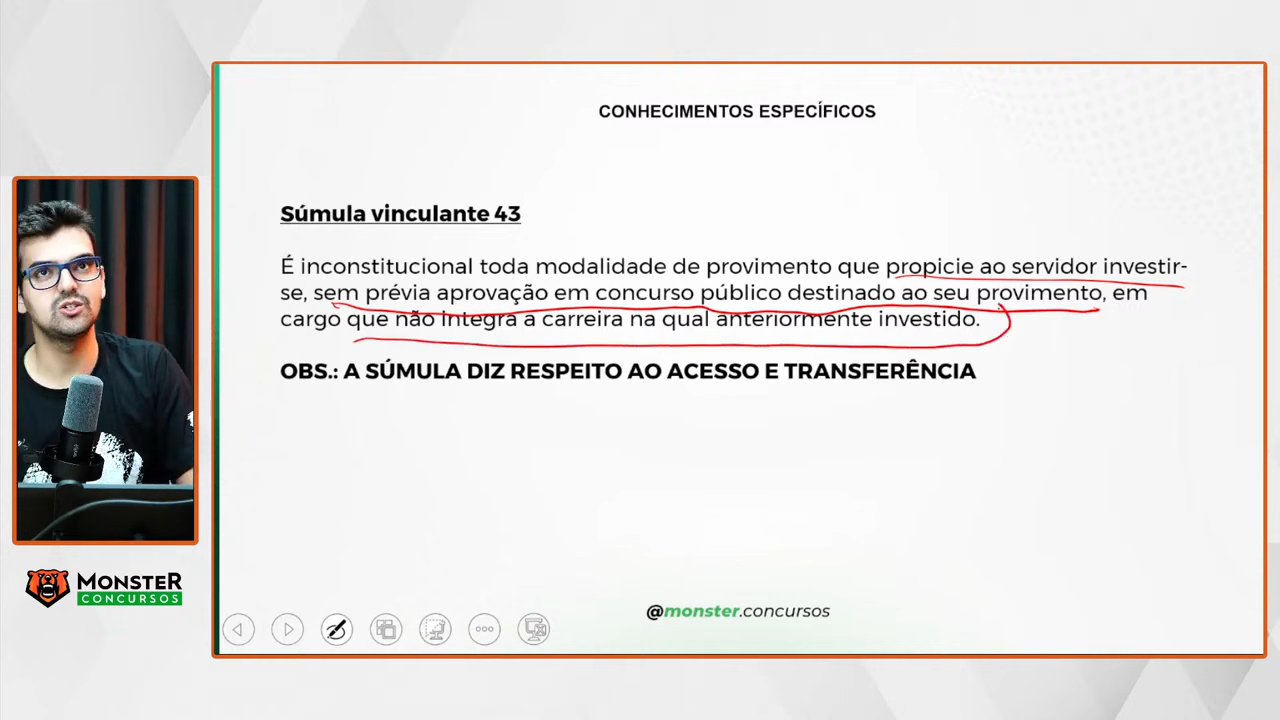 CONHECIMENTOS ESPECÍFICOS
Súmula vinculante 43
É inconstitucional toda modalidade de provimento que propicie ao servidor investir-
se, sem prévia aprovação em concurso público destinado ao seu provimento, em
cargo que não integra a carreira na qual anteriormente investido.
OBS.: A SÚMULA DIZ RESPEITO AO ACESSO E TRANSFERÊNCIA
MONSTER
CONCURSOS
@monster.concursos